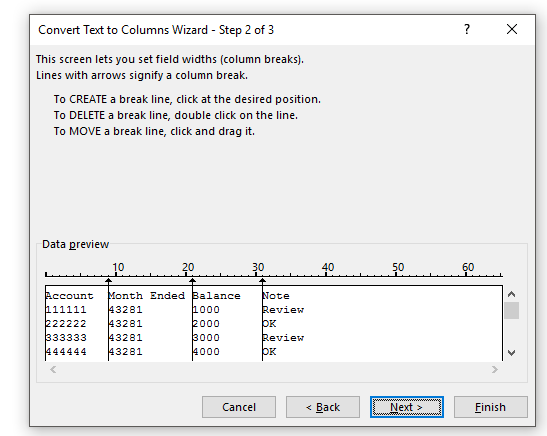 Convert Text to Columns Wizard - Step 2 of 3 ?
This screen lets you set field widths (column breaks).
Lines with arrows signify a column break.
To CREATE a break line, click at the desired position.
To DELETE a break line, double click on the line.
To MOVE a break line, click and drag it.
Data preview
10 20 30 40 50 60
Account Month Ended Balance Note
111111 43281 1000 Review
222222 43281 2000 OK
333333 43281 3000 Review
444444 43281 4000 OK
Cancel < Back Next > Finish